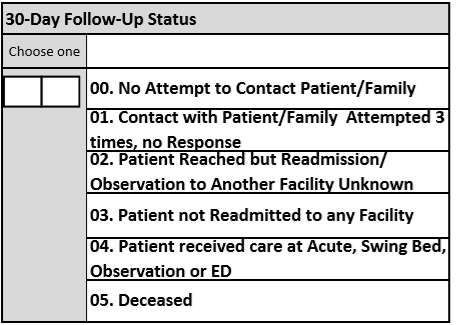 30-Day Follow-Up Status
Choose one
00. No Attempt to Contact Patient/Family
01. Contact with Patient/Family Attempted 3
times, no Response
02. Patient Reached but Readmission/
Observation to Another Facility Unknown
03. Patient not Readmitted to any Facility
04. Patient received care at Acute, Swing Bed,
Observation or ED
05. Deceased